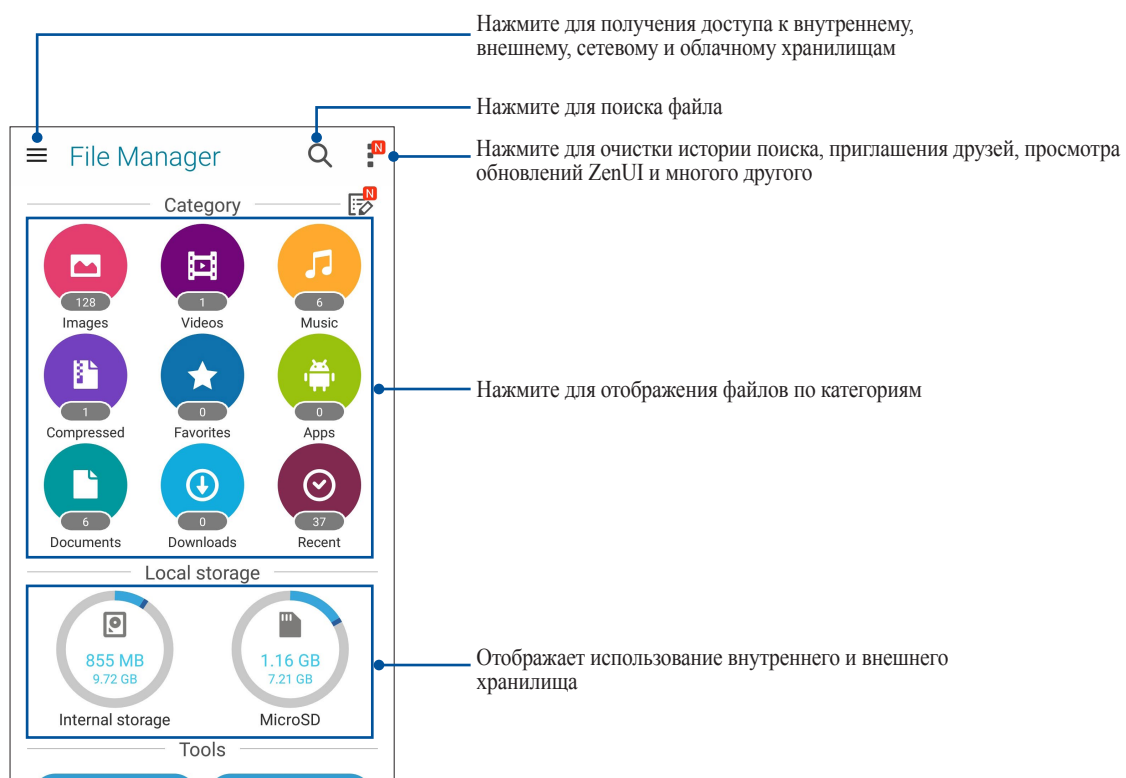 Нажмите для получения доступа к внутреннему,
внешнему, сетевому и облачному хранилищам
Нажмите для поиска файла
File Manager
N
Нажмите для очистки истории поиска, приглашения друзей, просмотра
обновлений ZenUI и многого другого
Category
N
128
1
6
Images
Videos
Music
1
0
0
Compressed
Favorites
Apps
Нажмите для отображения файлов по категориям
6
0
37
Documents
Downloads
Recent
Local storage
855 MB
9.72 GB
1.16 GB
7.21 GB
Internal storage
MicroSD
Отображает использование внутреннего и внешнего
хранилища
Tools